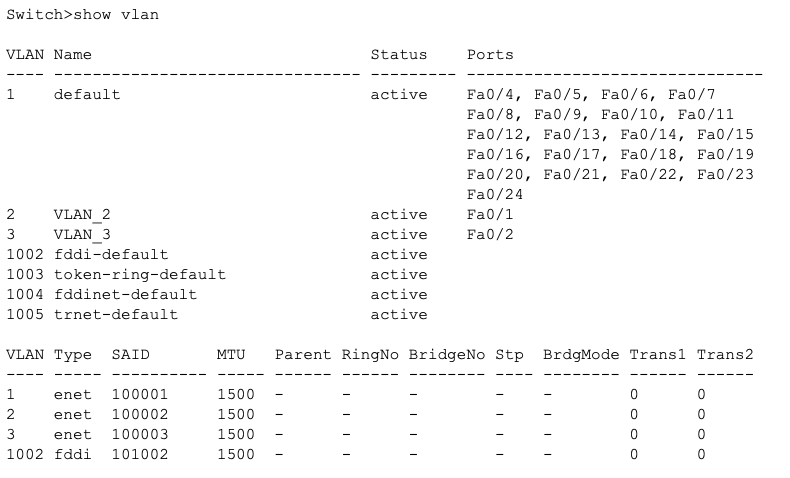 Switch>show vlan
VLAN Name                             Status    Ports
---- -------------------------------- --------- -------------------------------
1    default                          active    Fa0/4, Fa0/5, Fa0/6, Fa0/7
                                                Fa0/8, Fa0/9, Fa0/10, Fa0/11
                                                Fa0/12, Fa0/13, Fa0/14, Fa0/15
                                                Fa0/16, Fa0/17, Fa0/18, Fa0/19
                                                Fa0/20, Fa0/21, Fa0/22, Fa0/23
                                                Fa0/24
2    VLAN_2                           active    Fa0/1
3    VLAN_3                           active    Fa0/2
1002 fddi-default                     active
1003 token-ring-default               active
1004 fddinet-default                  active
1005 trnet-default                    active
VLAN Type  SAID       MTU   Parent RingNo BridgeNo Stp  BrdgMode Trans1 Trans2
---- ----- ---------- ----- ------ ------ -------- ---- -------- ------ ------
1    enet  100001     1500  -      -      -        -    -        0      0
2    enet  100002     1500  -      -      -        -    -        0      0
3    enet  100003     1500  -      -      -        -    -        0      0
1002 fddi  101002     1500  -      -      -        -    -        0      0